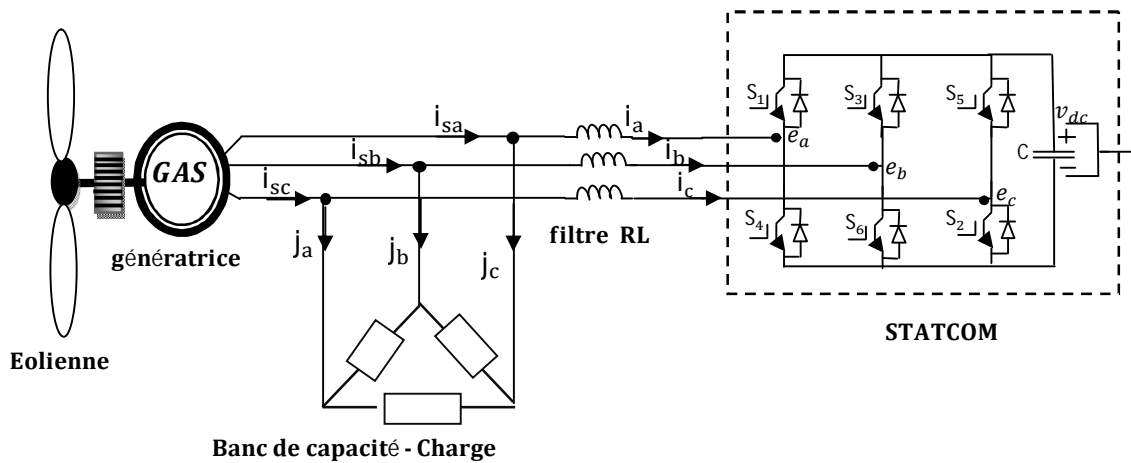 S₁
S₃
S₅
v_dc
+
C
−
i_sa
i_a
e_a
GAS
i_sb
i_b
e_b
i_sc
i_c
e_c
S₄
S₆
S₂
génératrice
j_a
j_b
j_c
filtre RL
STATCOM
Eolienne
Banc de capacité - Charge